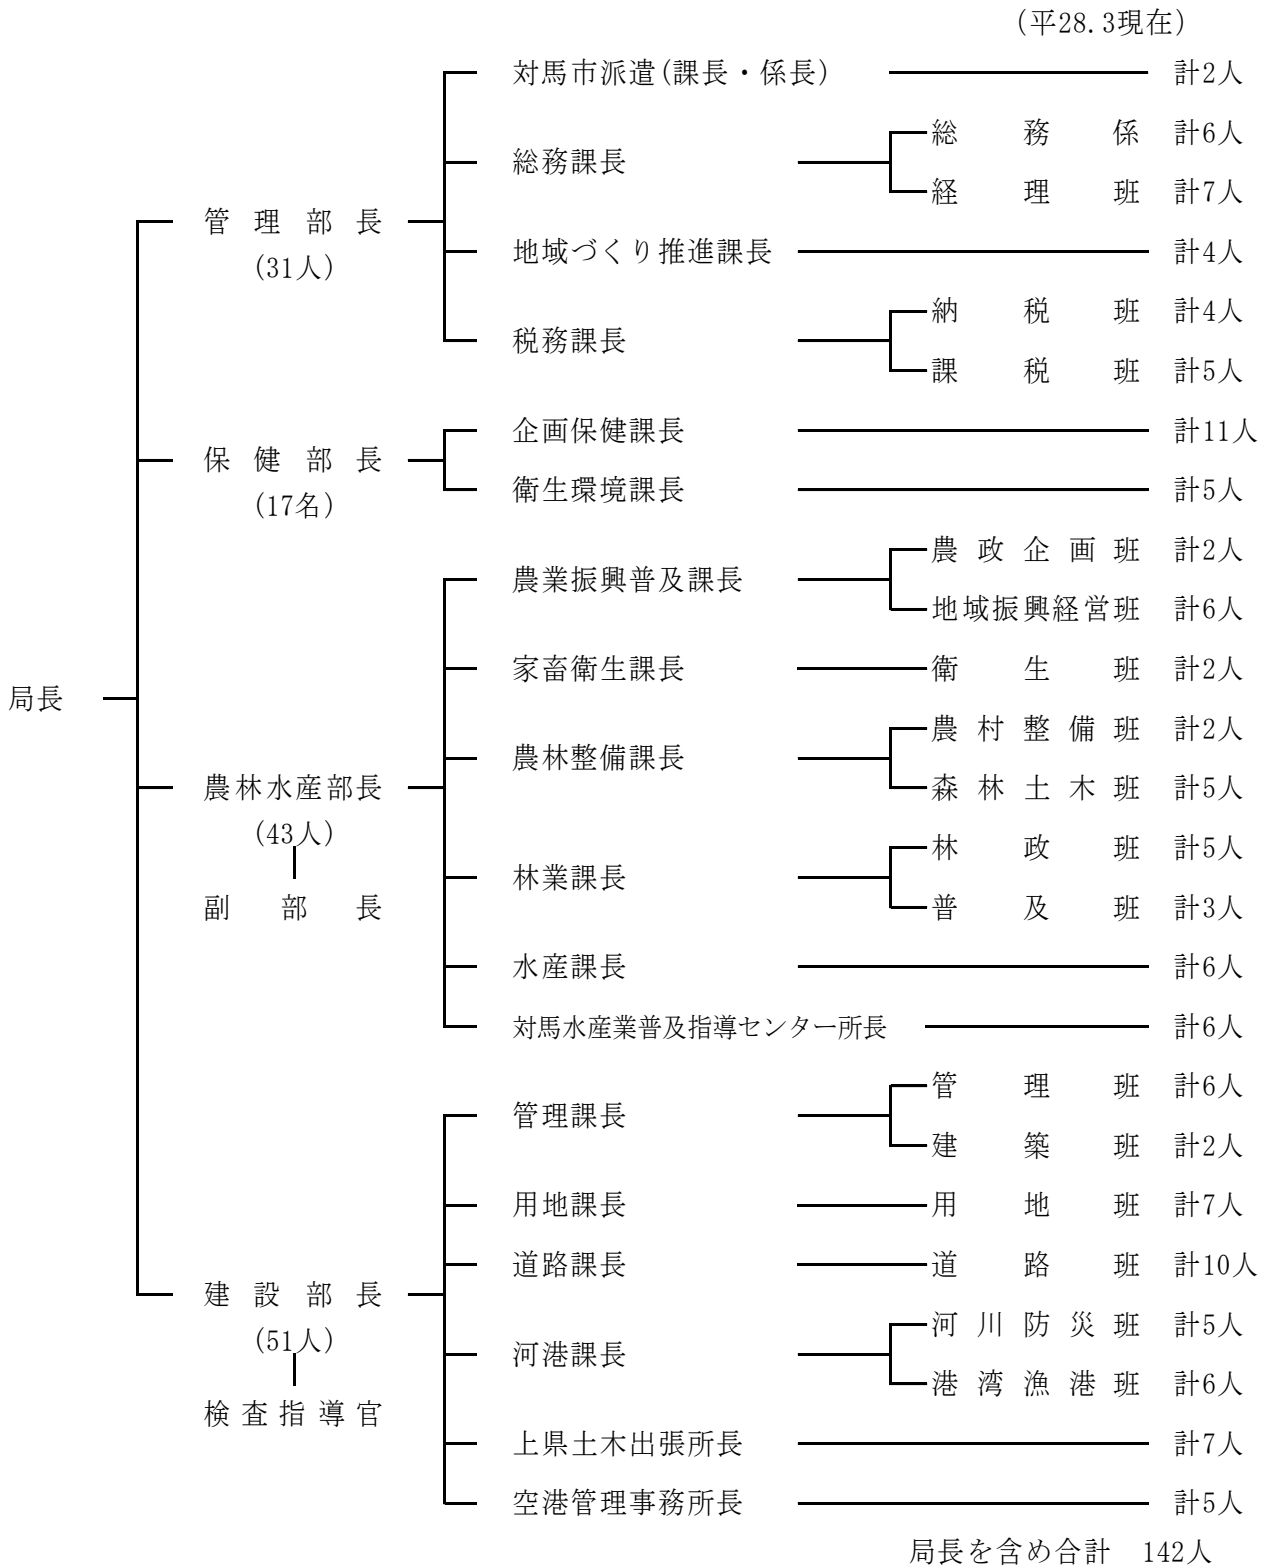 (平28.3現在)
対馬市派遣(課長・係長) 計2人
総務係 計6人
総務課長
経理班 計7人
管理部長
(31人)
地域づくり推進課長 計4人
納税班 計4人
税務課長
課税班 計5人
企画保健課長 計11人
保健部長
(17名)
衛生環境課長 計5人
農政企画班 計2人
農業振興普及課長
地域振興経営班 計6人
家畜衛生課長 衛生班 計2人
局長
農村整備班 計2人
農林整備課長
農林水産部長
(43人)
森林土木班 計5人
林政班 計5人
林業課長
副部長
普及班 計3人
水産課長 計6人
対馬水産業普及指導センター所長 計6人
管理班 計6人
管理課長
建築班 計2人
用地課長 用地班 計7人
道路課長 道路班 計10人
建設部長
(51人)
河川防災班 計5人
河港課長
港湾漁港班 計6人
検査指導官
上県土木出張所長 計7人
空港管理事務所長 計5人
局長を含め合計 142人